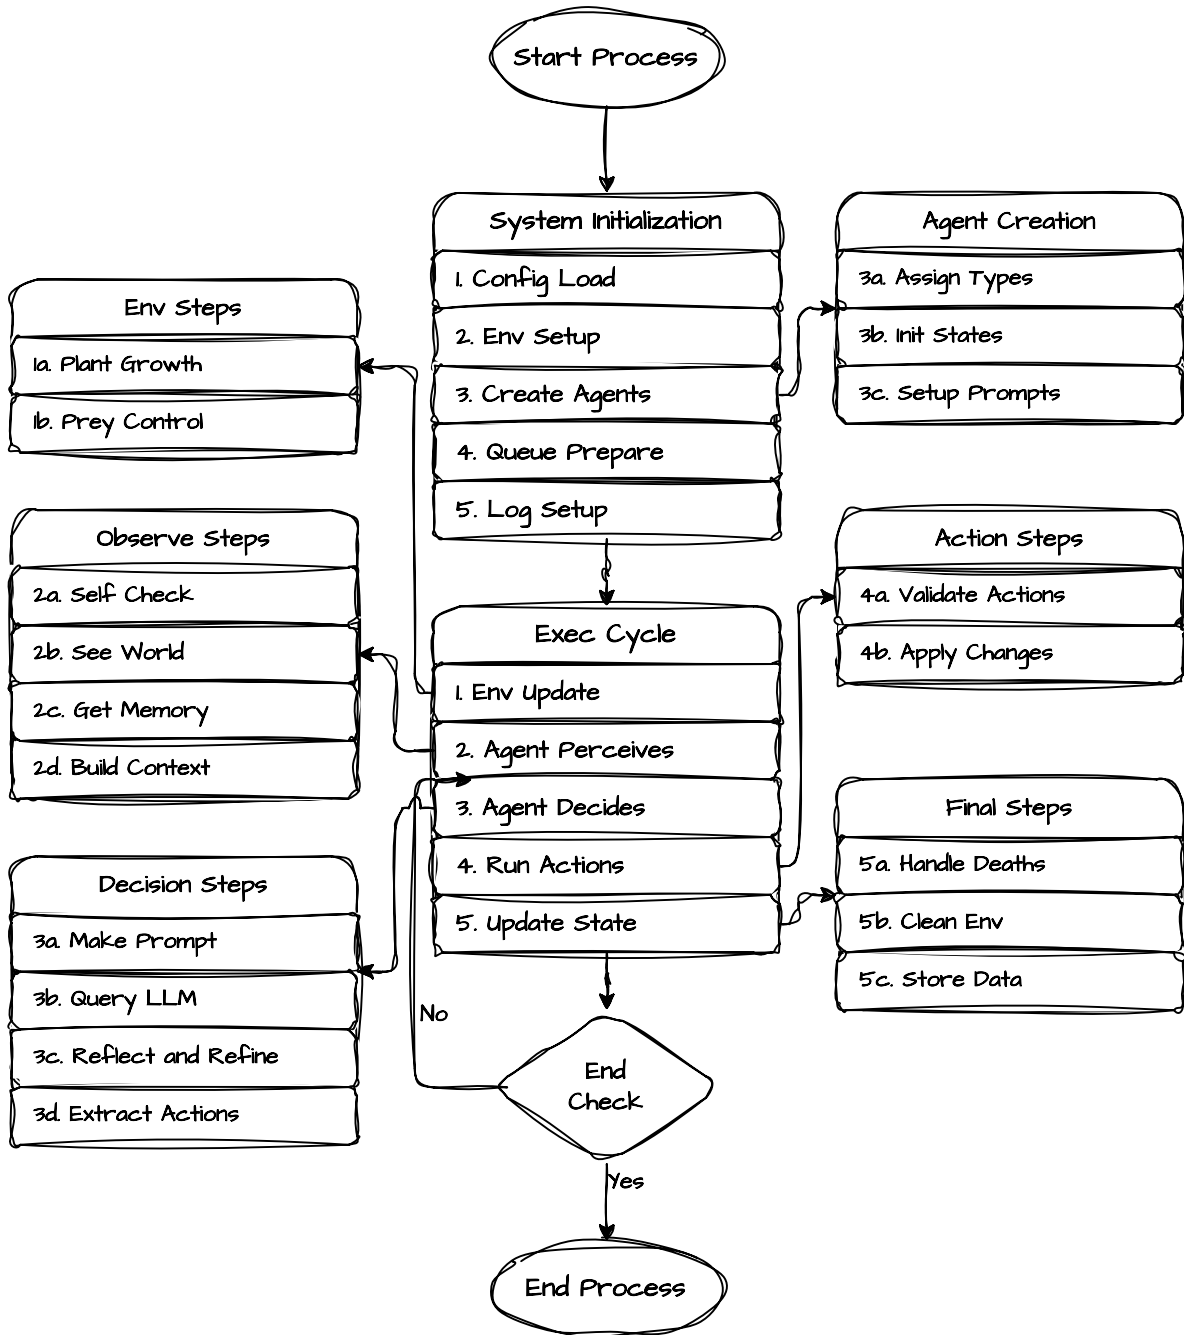 Start Process
System Initialization
1. Config Load
2. Env Setup
3. Create Agents
4. Queue Prepare
5. Log Setup
Agent Creation
3a. Assign Types
3b. Init States
3c. Setup Prompts
Env Steps
1a. Plant Growth
1b. Prey Control
Observe Steps
2a. Self Check
2b. See World
2c. Get Memory
2d. Build Context
Exec Cycle
1. Env Update
2. Agent Perceives
3. Agent Decides
4. Run Actions
5. Update State
Action Steps
4a. Validate Actions
4b. Apply Changes
Final Steps
5a. Handle Deaths
5b. Clean Env
5c. Store Data
Decision Steps
3a. Make Prompt
3b. Query LLM
3c. Reflect and Refine
3d. Extract Actions
No
End
Check
Yes
End Process